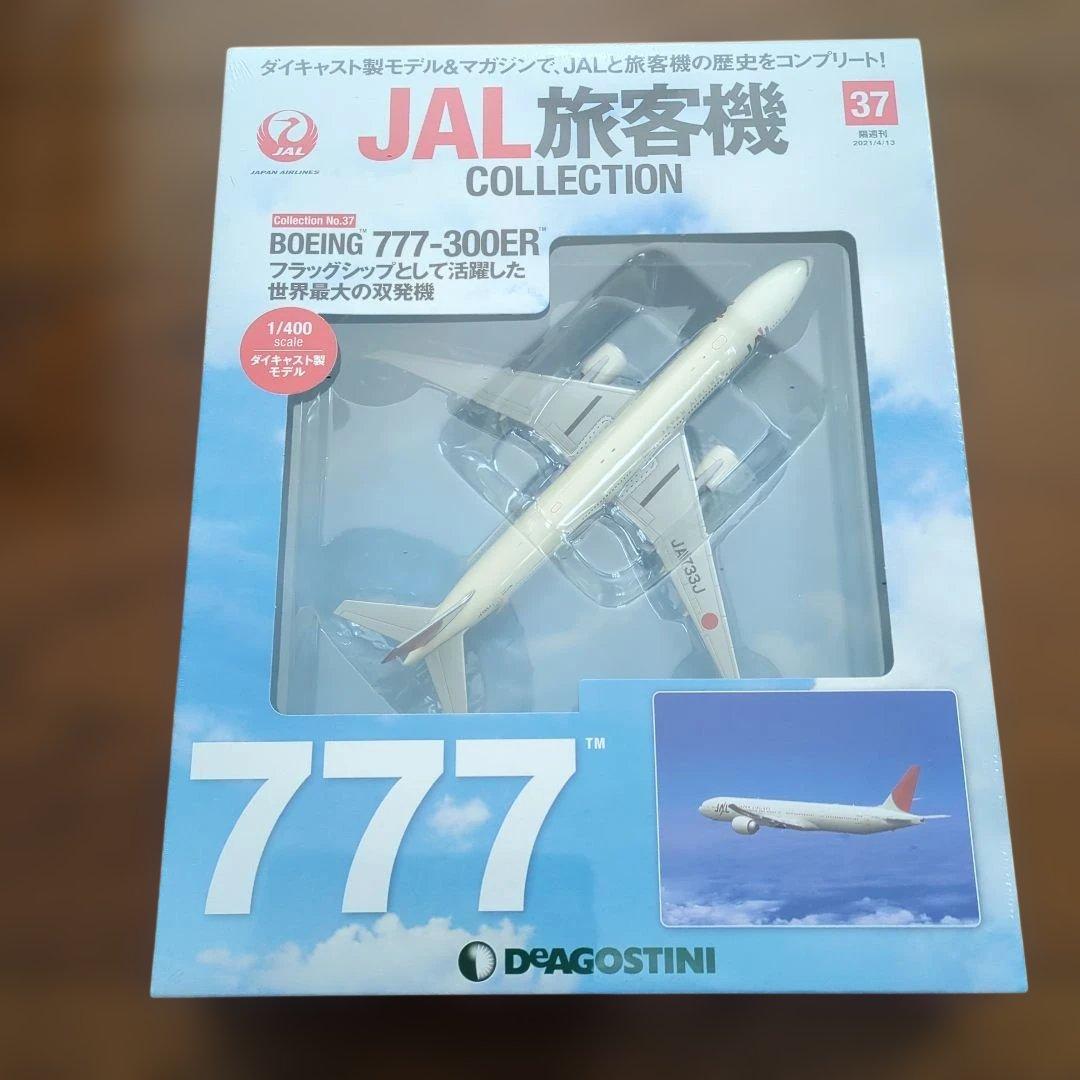 ダイキャスト製モデル&マガジンで、JALと旅客機の歴史をコンプリート!
JAL
JAPAN AIRLINES
JAL旅客機
COLLECTION
37
隔週刊
2021/4/13
Collection No.37
BOEING™ 777-300ER™
フラッグシップとして活躍した
世界最大の双発機
1/400
scale
ダイキャスト製
モデル
JA733J
777™
JAL
DeAGOSTINI